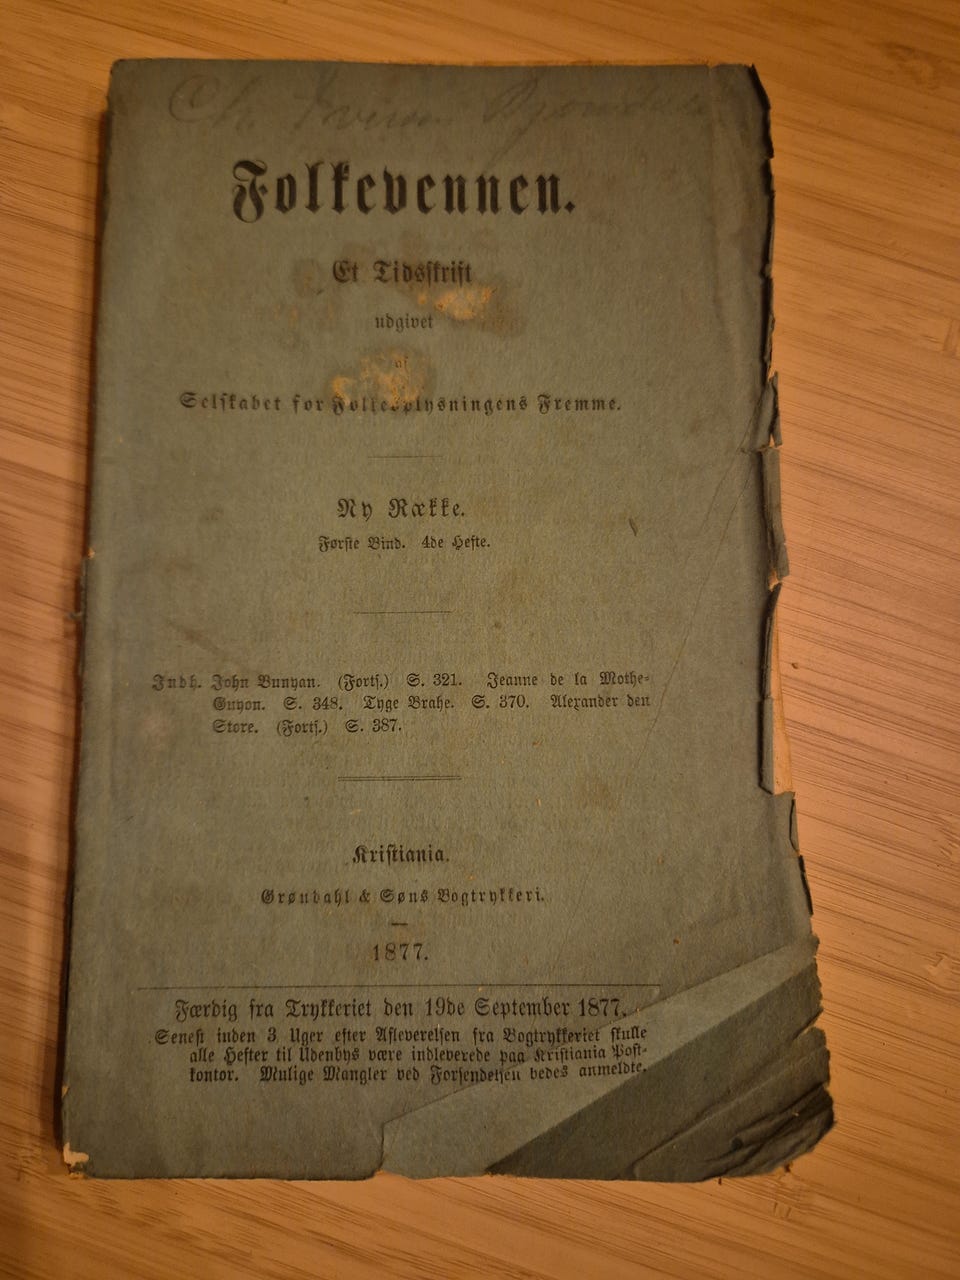 Ch.
Folkevennen.
Et Tidsskrift
udgivet
af
Selskabet for Folkeoplysningens Fremme.
Ny Række.
Første Bind. 4de Hefte.
Indh. John Bunyan. (Forts.) S. 321. Jeanne de la Mothe-
Guyon. S. 348. Tyge Brahe. S. 370. Alexander den
Store. (Forts.) S. 387.
Kristiania.
Grøndahl & Søns Bogtrykkeri.
1877.
Færdig fra Trykkeriet den 19de September 1877.
Senest inden 3 Uger efter Afleverelsen fra Bogtrykkeriet skulle
alle Hefter til Udenbys være indleverede paa Kristiania Post-
kontor. Mulige Mangler ved Forsendelsen bedes anmeldte.